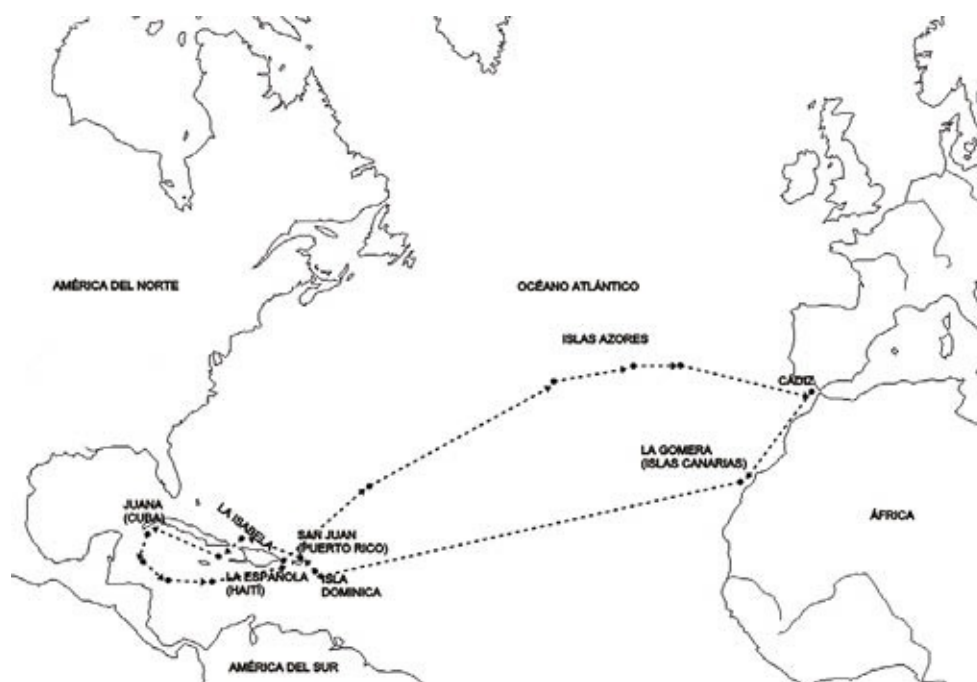 AMÉRICA DEL NORTE
OCÉANO ATLÁNTICO
ISLAS AZORES
CÁDIZ
LA GOMERA
(ISLAS CANARIAS)
JUANA
(CUBA)
LA ISABELA
SAN JUAN
(PUERTO RICO)
ÁFRICA
LA ESPAÑOLA
(HAITÍ)
ISLA
DOMINICA
AMÉRICA DEL SUR